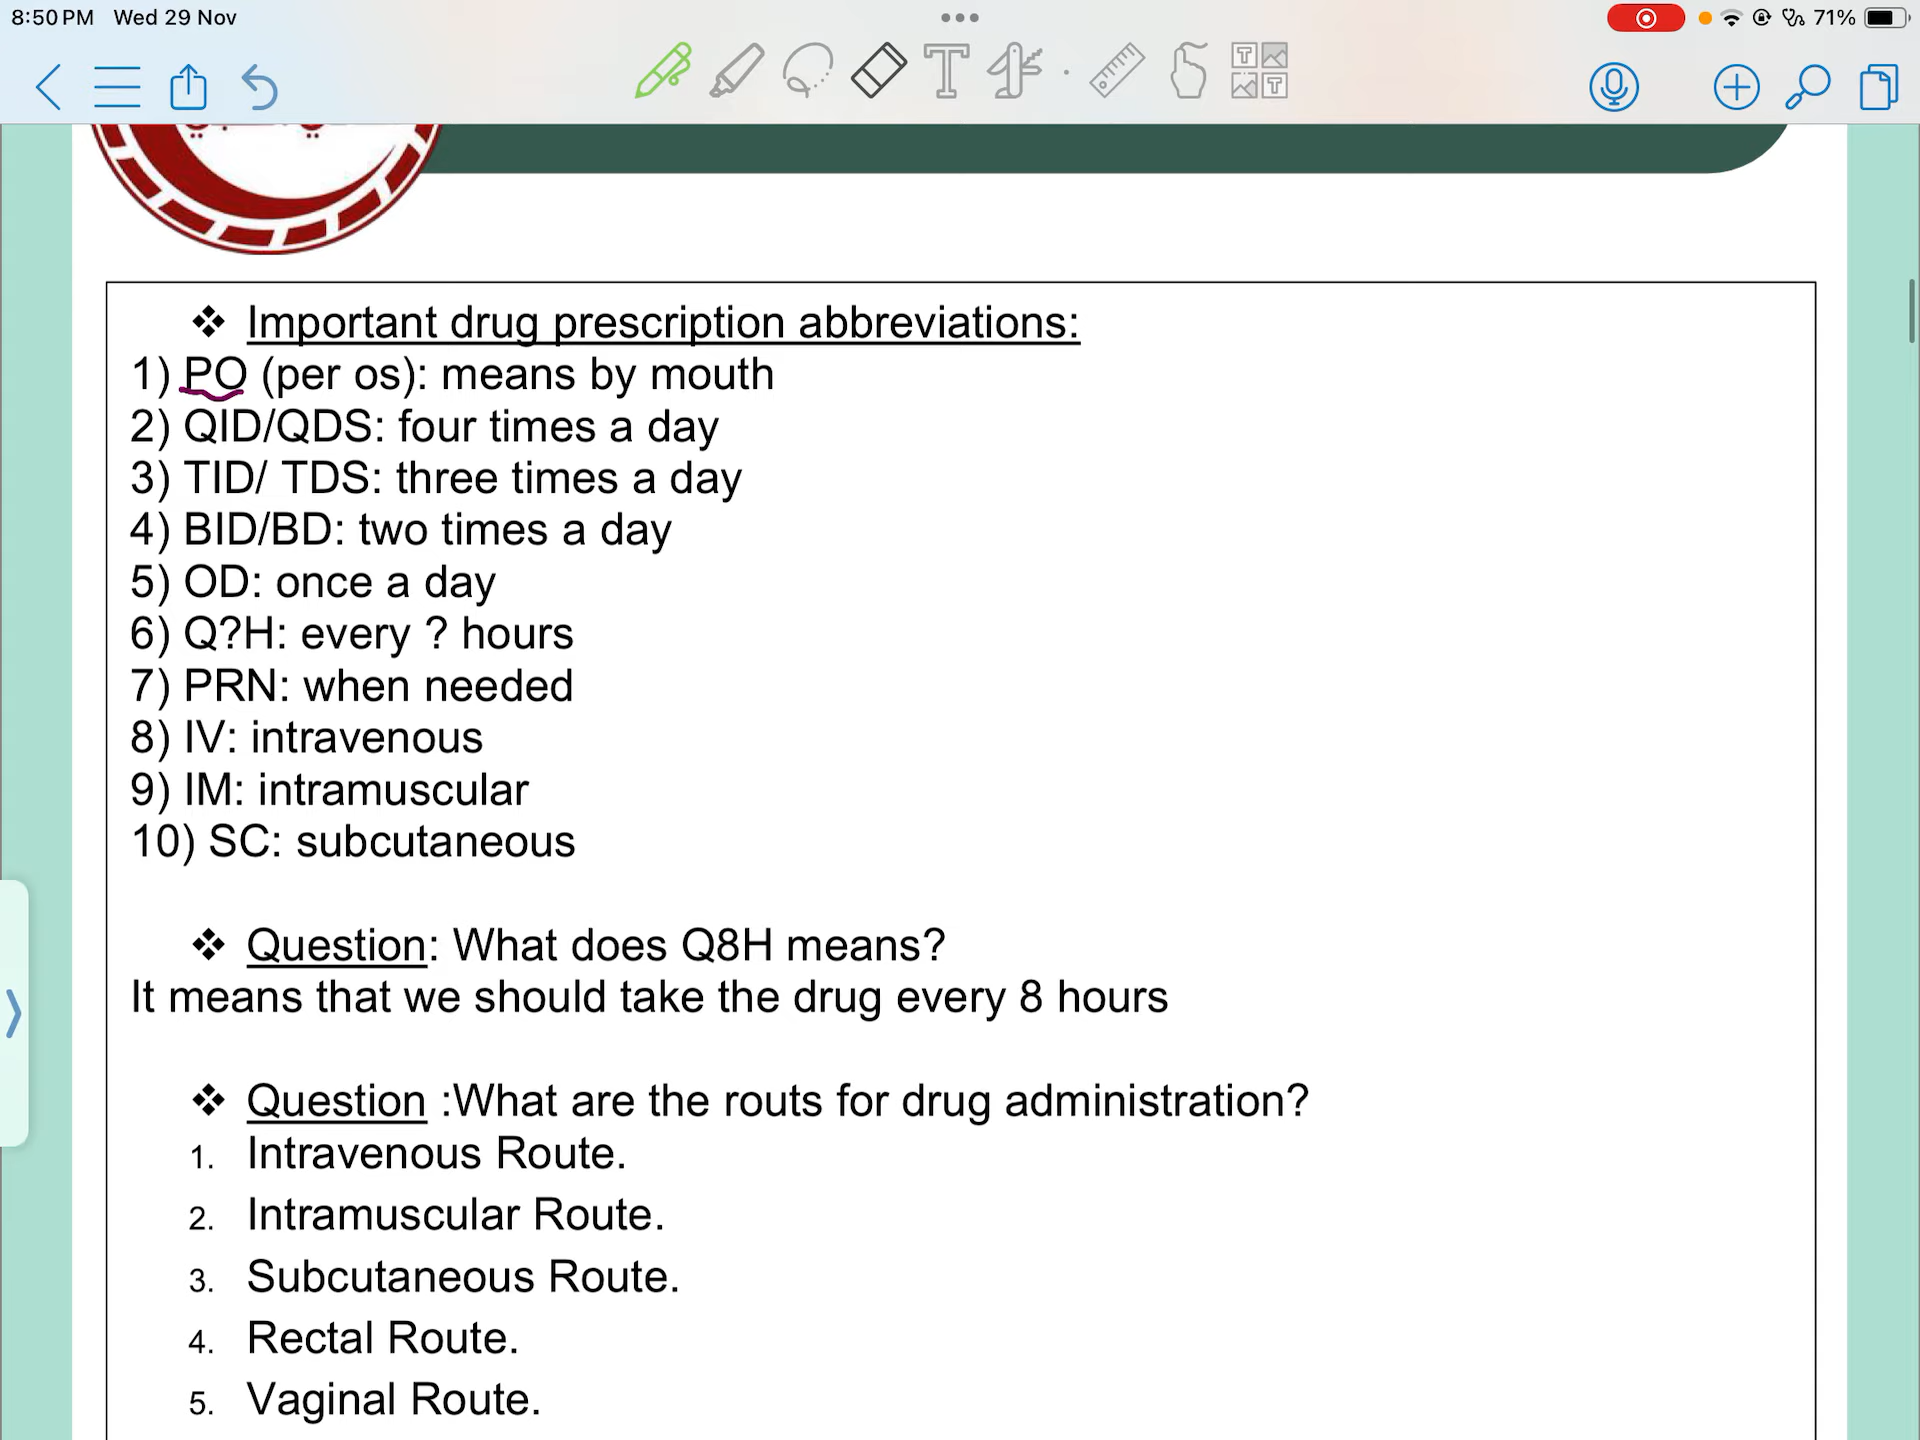 8:50 PM Wed 29 Nov
71%
❖ Important drug prescription abbreviations:
1) PO (per os): means by mouth
2) QID/QDS: four times a day
3) TID/ TDS: three times a day
4) BID/BD: two times a day
5) OD: once a day
6) Q?H: every ? hours
7) PRN: when needed
8) IV: intravenous
9) IM: intramuscular
10) SC: subcutaneous
❖ Question: What does Q8H means?
It means that we should take the drug every 8 hours
❖ Question :What are the routs for drug administration?
1. Intravenous Route.
2. Intramuscular Route.
3. Subcutaneous Route.
4. Rectal Route.
5. Vaginal Route.